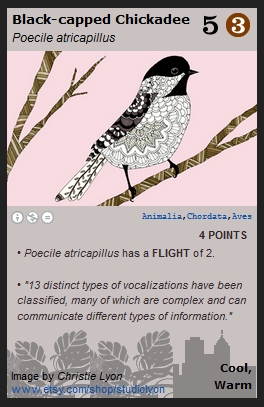 Black-capped Chickadee 5 3
Poecile atricapillus
Animalia,Chordata,Aves
4 POINTS
• Poecile atricapillus has a FLIGHT of 2.
• "13 distinct types of vocalizations have been
classified, many of which are complex and can
communicate different types of information."
Image by Christie Lyon
www.etsy.com/shop/studiolyon
Cool,
Warm